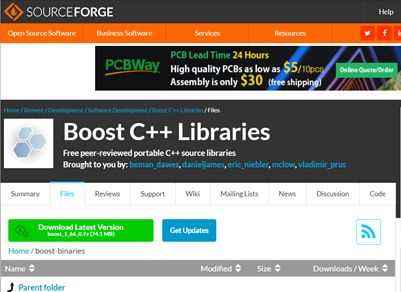 SOURCEFORGE
Help
Open Source Software Business Software Services Resources
PCBWay
PCB Lead Time 24 Hours
High quality PCBs as low as $5/10pcs
Assembly is only $30 (free shipping)
Online Quote/Order
Home / Browse / Development / Software Development / Boost C++ Libraries / Files
Boost C++ Libraries
Free peer-reviewed portable C++ source libraries
Brought to you by: beman_dawes, danieljames, eric_niebler, mclow, vladimir_prus
Summary Files Reviews Support Wiki Mailing Lists News Discussion Code
Download Latest Version
boost_1_66_0.7z (74.1 MB)
Get Updates
Home / boost-binaries
Name Modified Size Downloads / Week
Parent folder